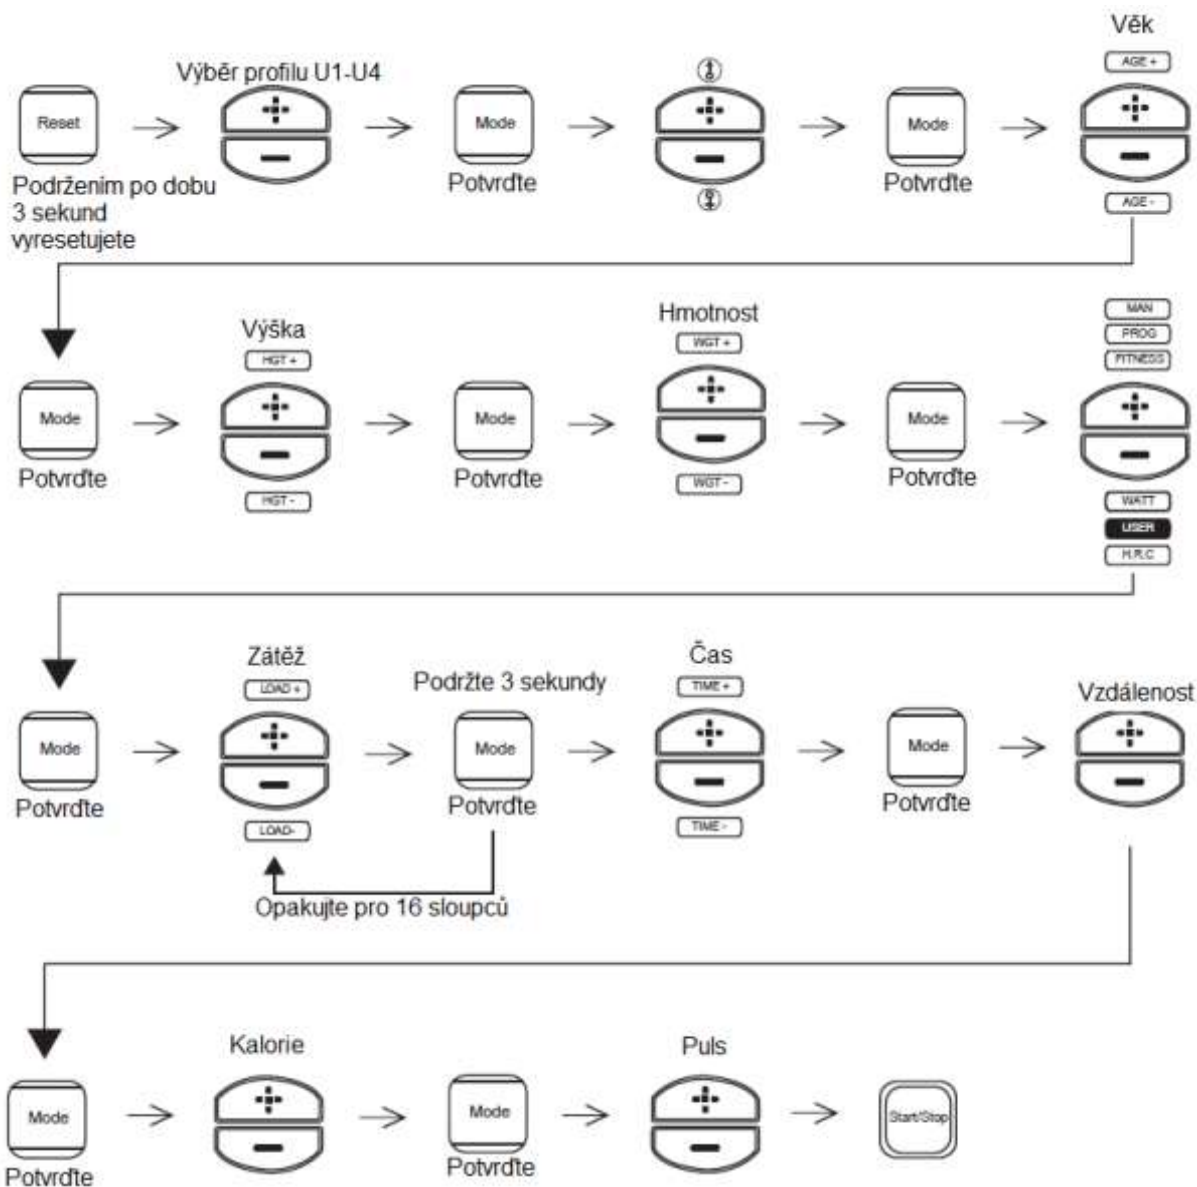 Věk
AGE +
Výběr profilu U1-U4
Reset
Mode
Mode
Podržením po dobu
3 sekund
vyresetujete
Potvrďte
Potvrďte
AGE -
Výška
HGT +
Hmotnost
WGT +
MAN
PROG
FITNESS
Mode
Mode
Mode
Potvrďte
Potvrďte
Potvrďte
HGT -
WGT -
WATT
USER
H.R.C
Zátěž
LOAD +
Podržte 3 sekundy
Čas
TIME +
Vzdálenost
Mode
Mode
Mode
Potvrďte
Potvrďte
Potvrďte
LOAD-
TIME -
Opakujte pro 16 sloupců
Kalorie
Puls
Mode
Mode
Start/Stop
Potvrďte
Potvrďte